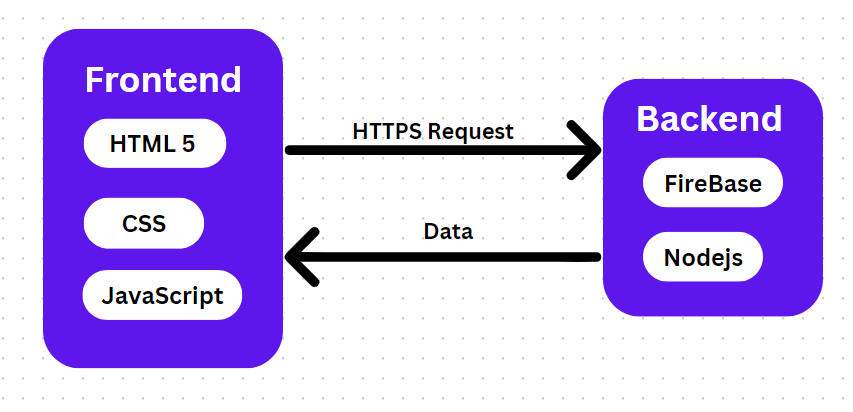 Frontend
HTML 5
CSS
JavaScript
HTTPS Request
Data
Backend
FireBase
Nodejs